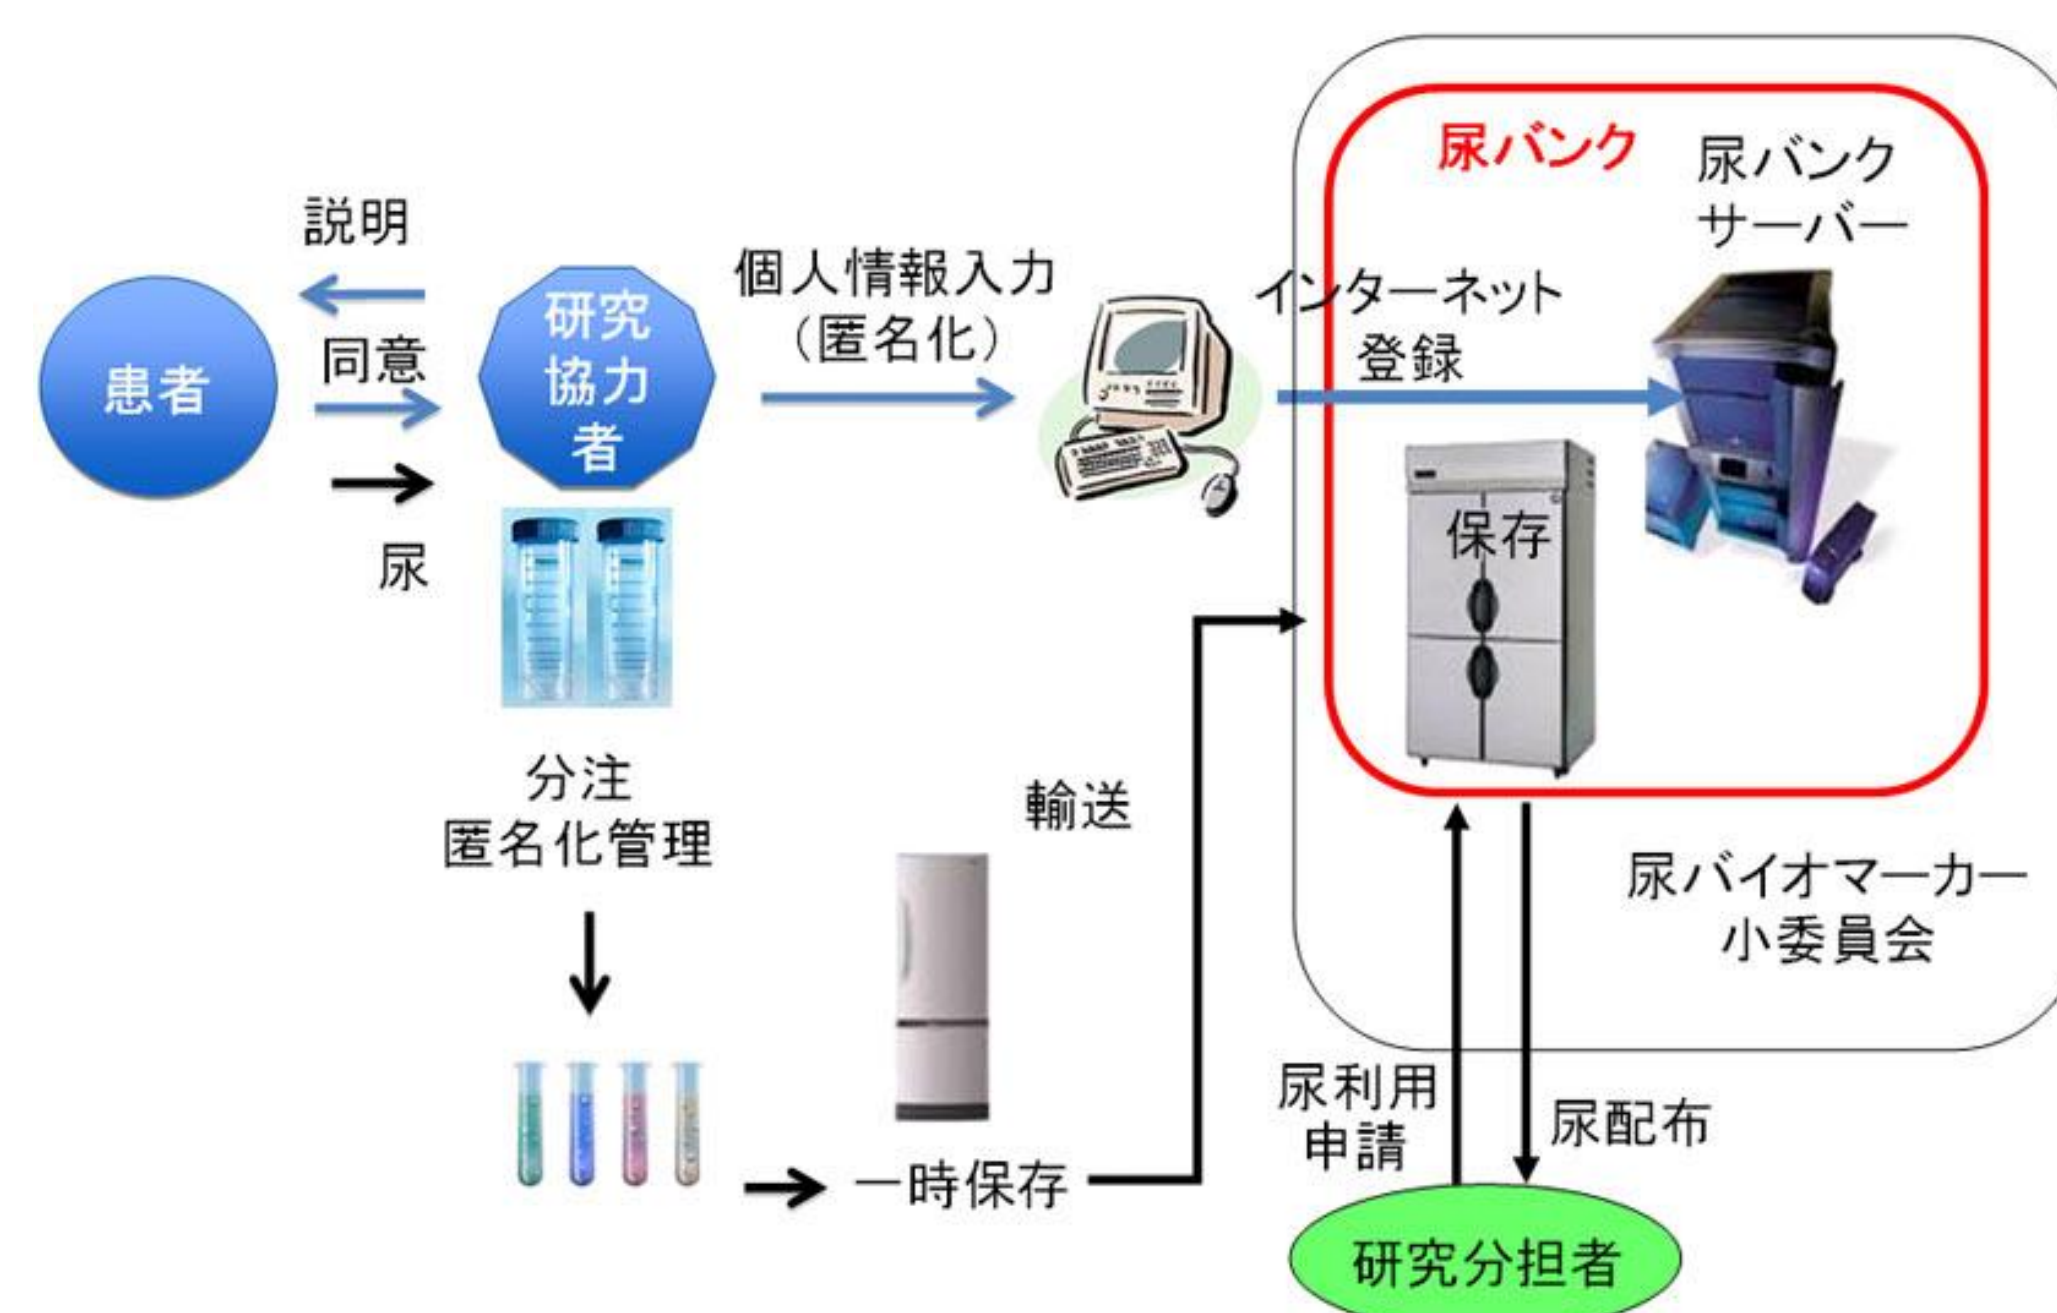 説明
患者
同意
尿
研究
協力
者
個人情報入力
（匿名化）
インターネット
登録
尿バンク
尿バンク
サーバー
保存
分注
匿名化管理
一時保存
輸送
尿バイオマーカー
小委員会
尿利用
申請
尿配布
研究分担者